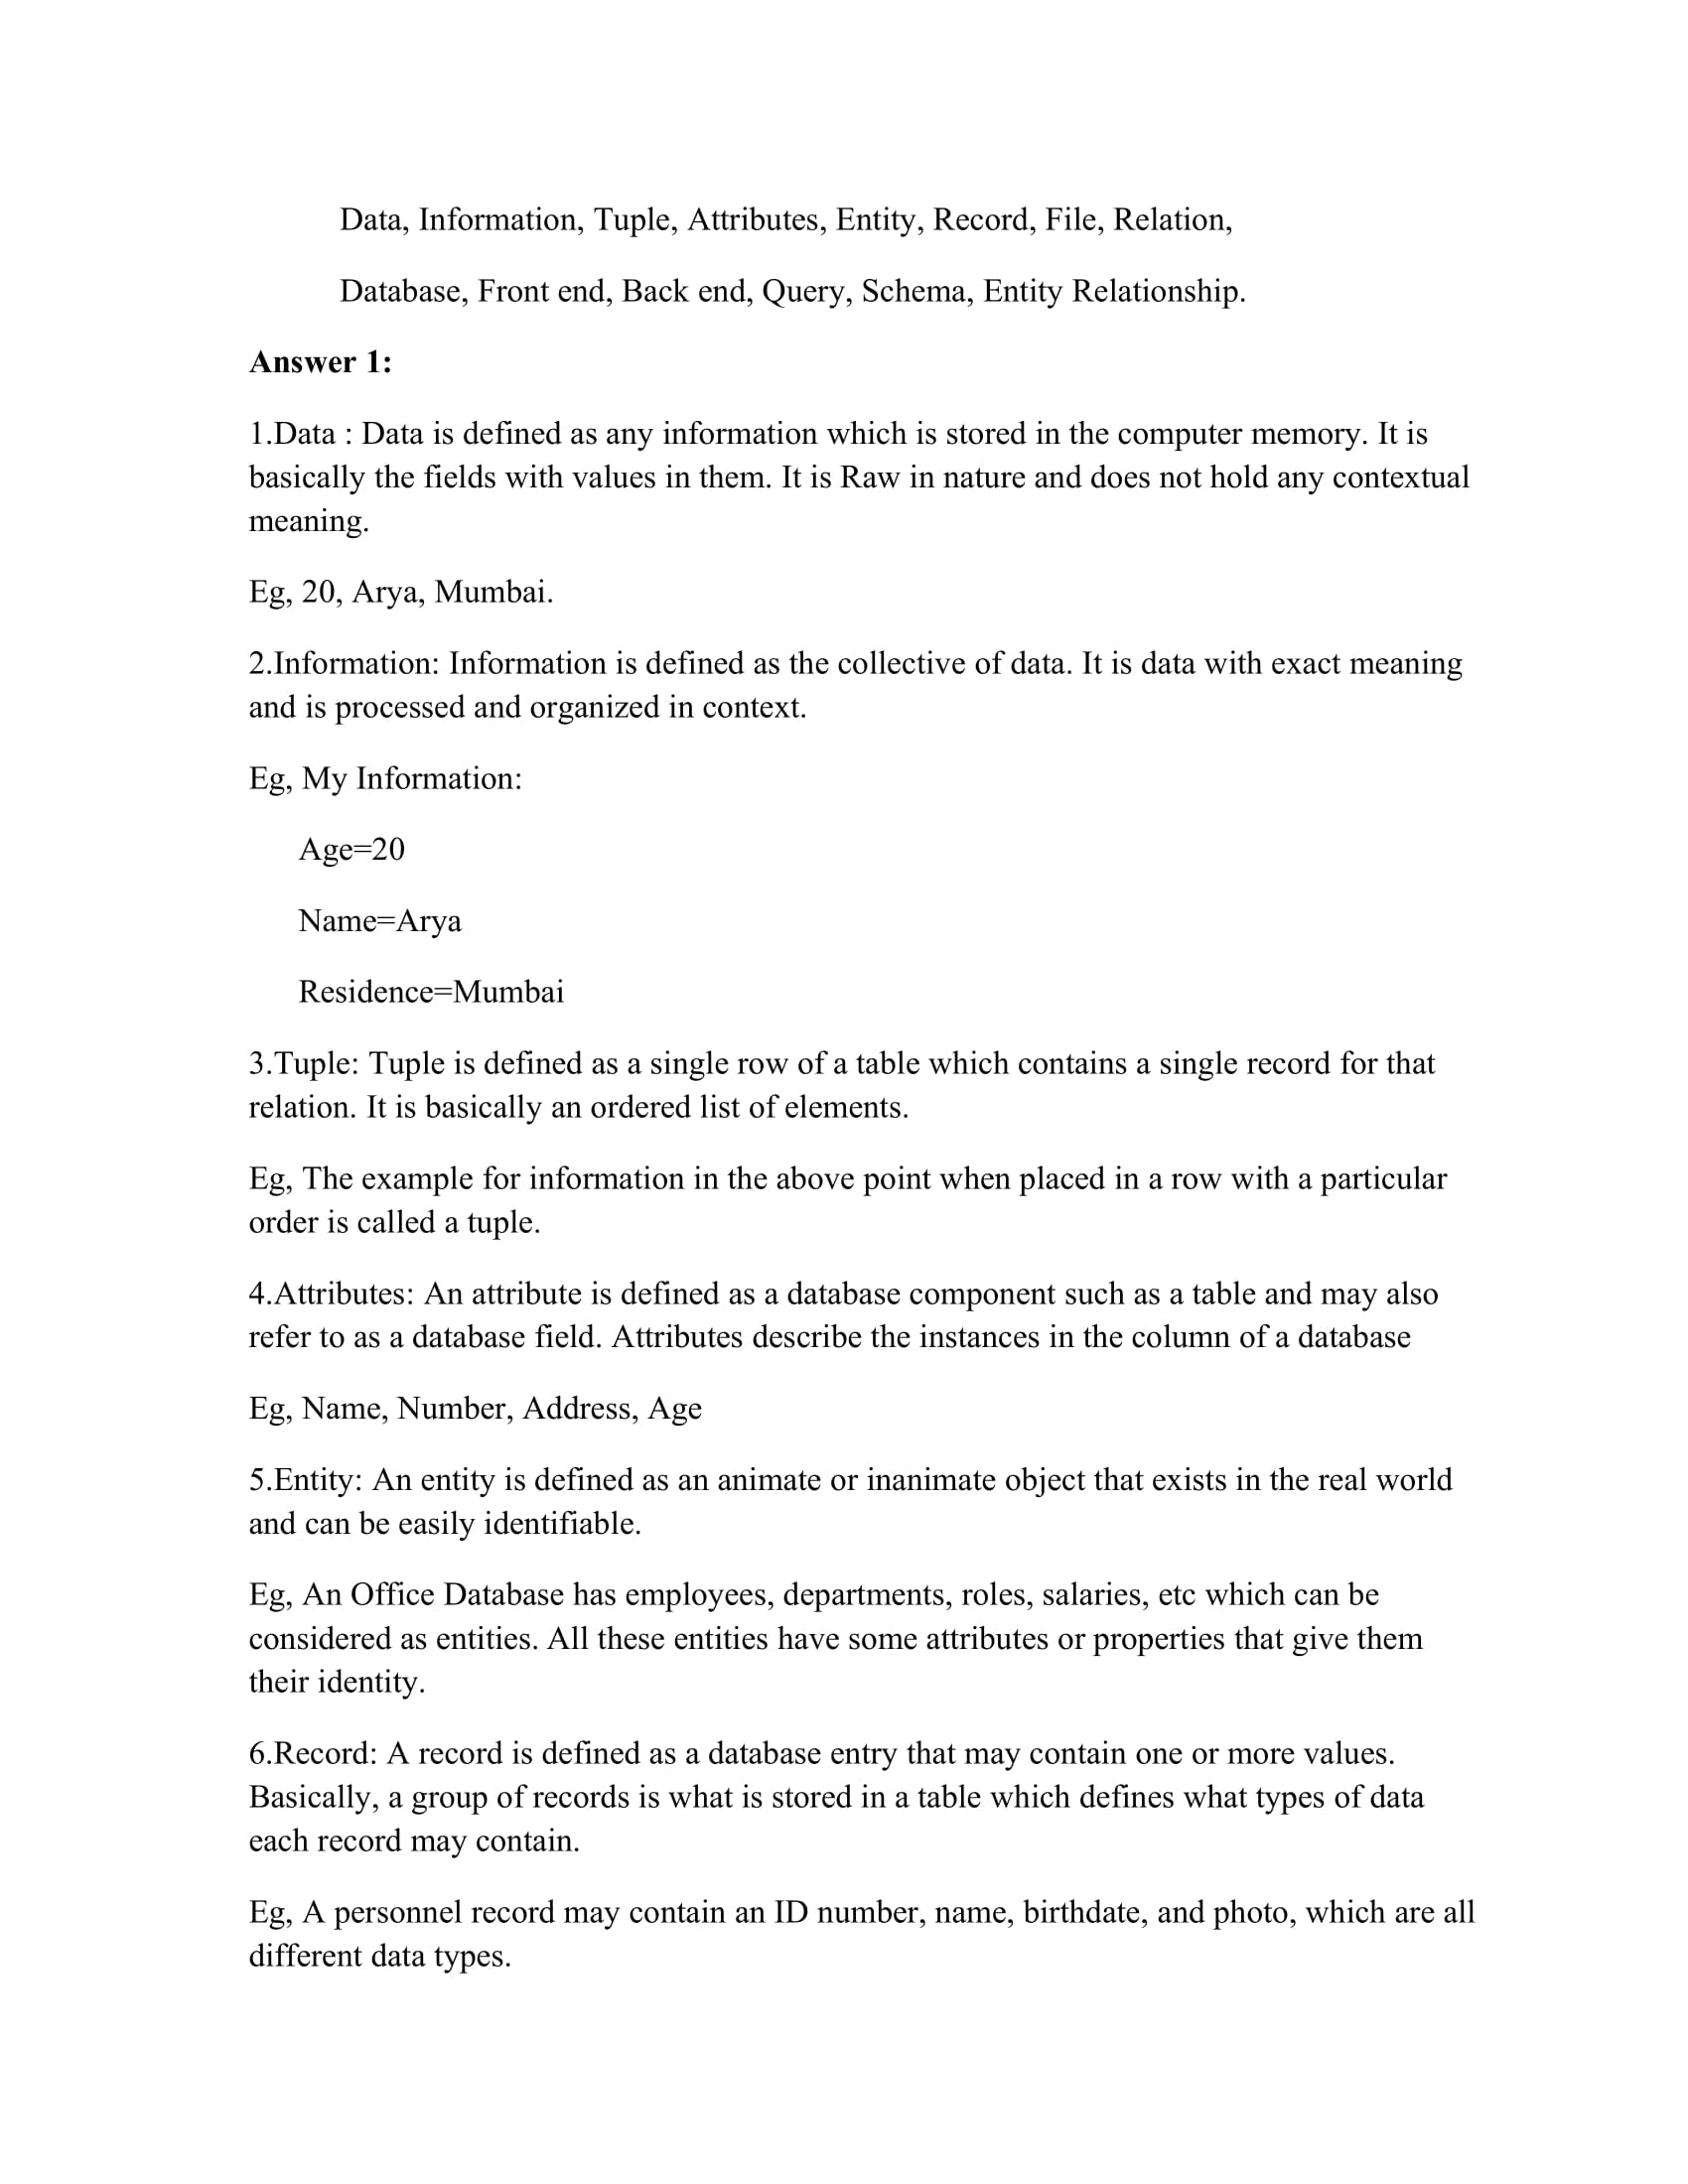 Data, Information, Tuple, Attributes, Entity, Record, File, Relation,
Database, Front end, Back end, Query, Schema, Entity Relationship.
Answer 1:
1.Data : Data is defined as any information which is stored in the computer memory. It is
basically the fields with values in them. It is Raw in nature and does not hold any contextual
meaning.
Eg, 20, Arya, Mumbai.
2.Information: Information is defined as the collective of data. It is data with exact meaning
and is processed and organized in context.
Eg, My Information:
Age=20
Name=Arya
Residence=Mumbai
3.Tuple: Tuple is defined as a single row of a table which contains a single record for that
relation. It is basically an ordered list of elements.
Eg, The example for information in the above point when placed in a row with a particular
order is called a tuple.
4.Attributes: An attribute is defined as a database component such as a table and may also
refer to as a database field. Attributes describe the instances in the column of a database
Eg, Name, Number, Address, Age
5.Entity: An entity is defined as an animate or inanimate object that exists in the real world
and can be easily identifiable.
Eg, An Office Database has employees, departments, roles, salaries, etc which can be
considered as entities. All these entities have some attributes or properties that give them
their identity.
6.Record: A record is defined as a database entry that may contain one or more values.
Basically, a group of records is what is stored in a table which defines what types of data
each record may contain.
Eg, A personnel record may contain an ID number, name, birthdate, and photo, which are all
different data types.